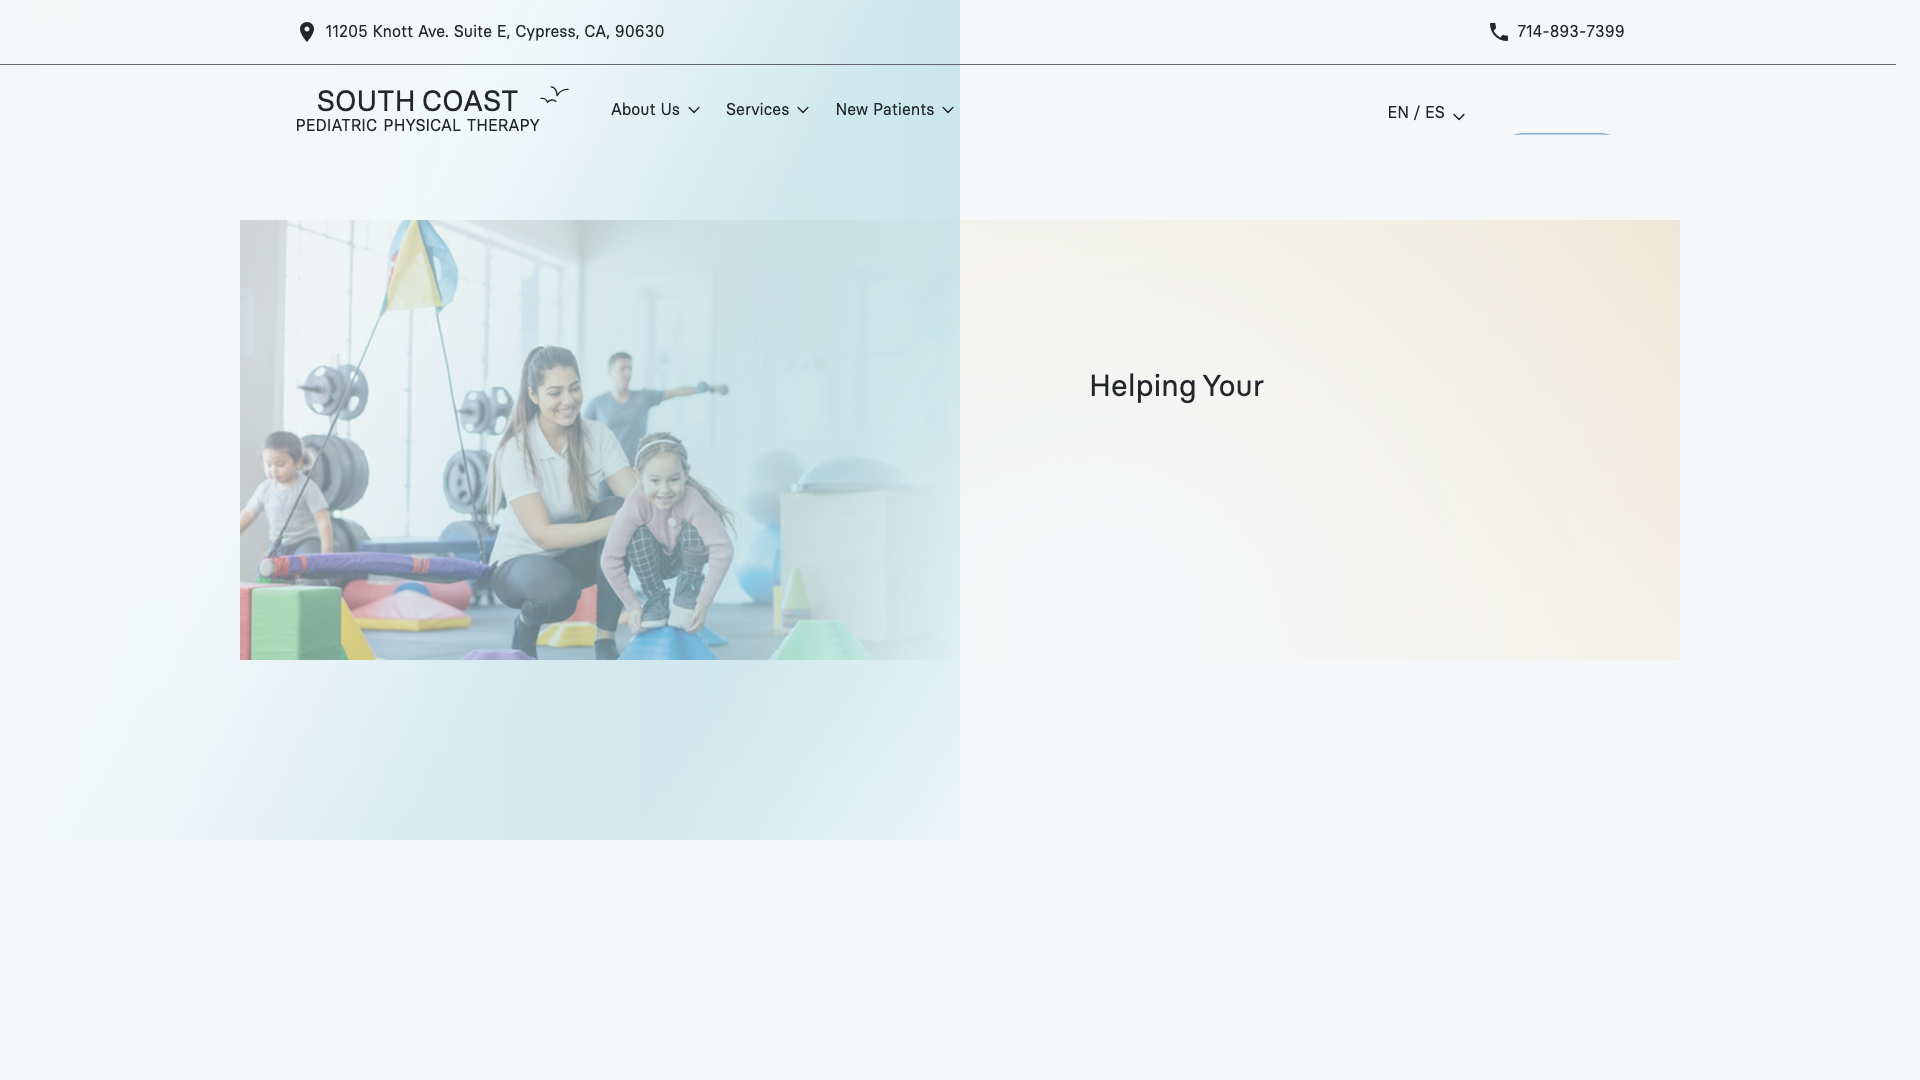 11205 Knott Ave. Suite E, Cypress, CA, 90630
714-893-7399
SOUTH COAST
PEDIATRIC PHYSICAL THERAPY
About Us
Services
New Patients
EN / ES
Helping Your